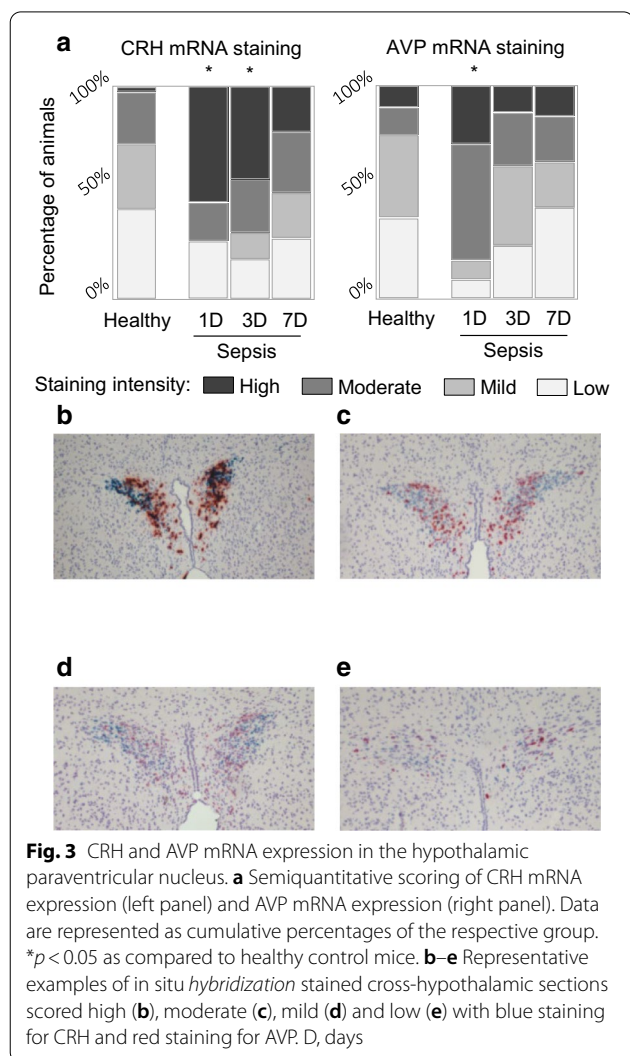 a
CRH mRNA staining
AVP mRNA staining
* *
*
Percentage of animals
100%
50%
0%
100%
50%
0%
Healthy 1D 3D 7D
Sepsis
Healthy 1D 3D 7D
Sepsis
Staining intensity: High Moderate Mild Low
b
c
d
e
Fig. 3 CRH and AVP mRNA expression in the hypothalamic
paraventricular nucleus. a Semiquantitative scoring of CRH mRNA
expression (left panel) and AVP mRNA expression (right panel). Data
are represented as cumulative percentages of the respective group.
*p < 0.05 as compared to healthy control mice. b–e Representative
examples of in situ hybridization stained cross-hypothalamic sections
scored high (b), moderate (c), mild (d) and low (e) with blue staining
for CRH and red staining for AVP. D, days